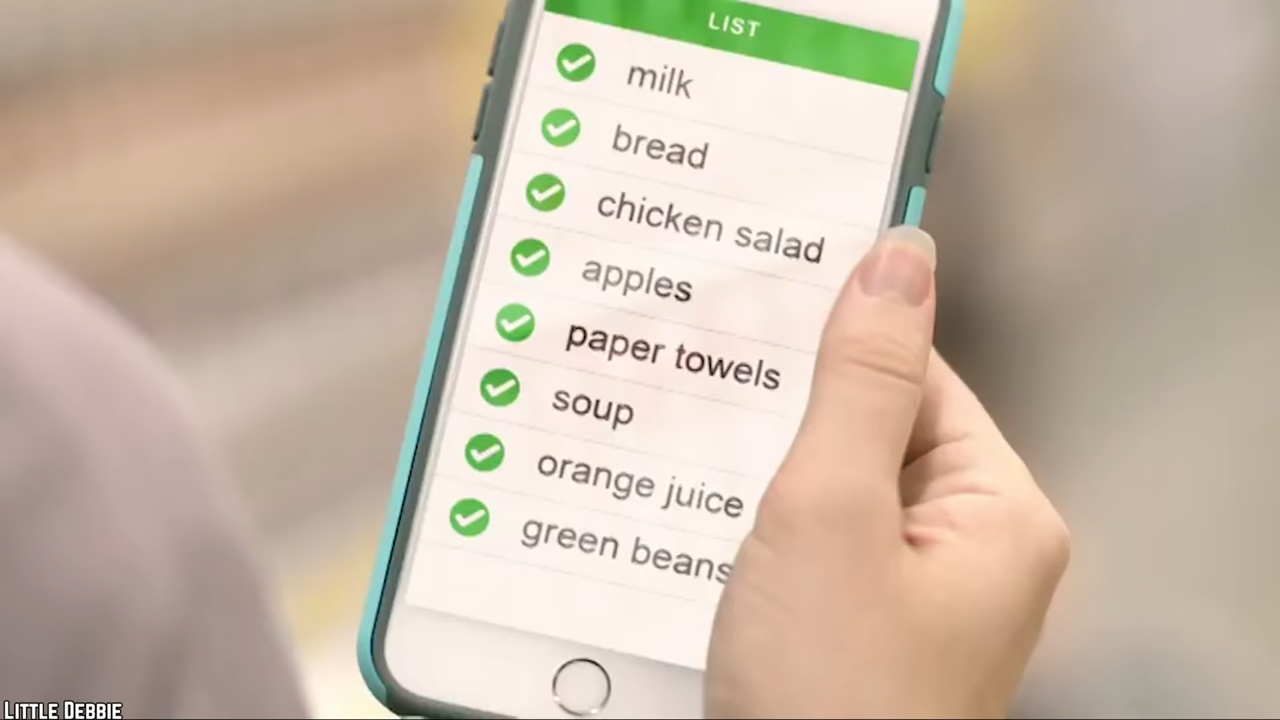 LIST
milk
bread
chicken salad
apples
paper towels
soup
orange juice
green beans
LITTLE DEBBIE